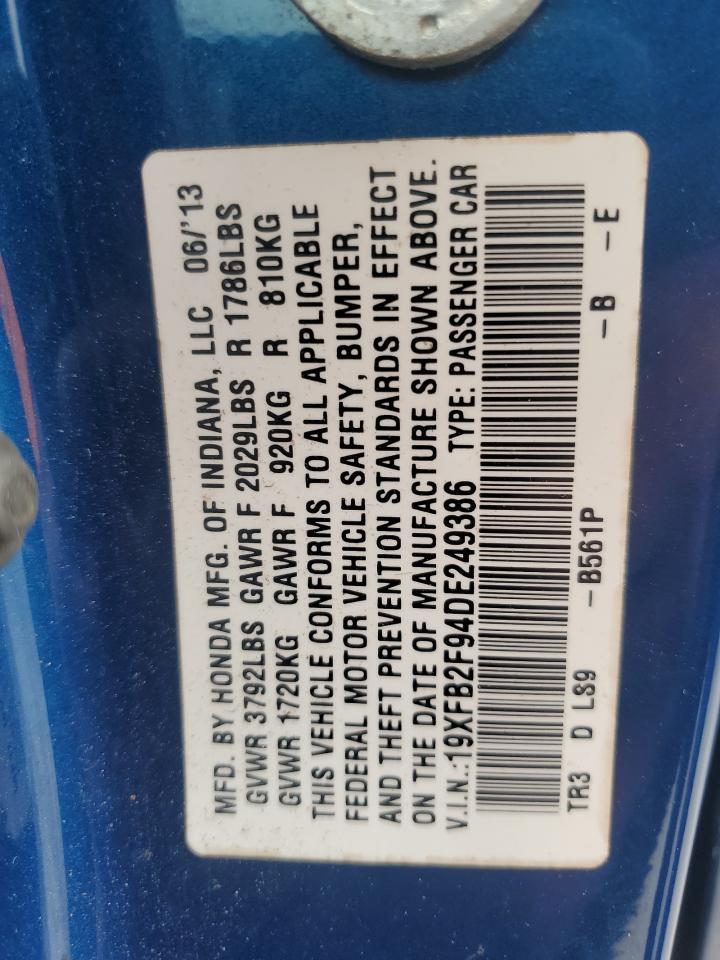 MFD. BY HONDA MFG. OF INDIANA, LLC 06/'13
GVWR 3792LBS GAWR F 2029LBS R 1786LBS
GVWR 1720KG GAWR F 920KG R 810KG
THIS VEHICLE CONFORMS TO ALL APPLICABLE
FEDERAL MOTOR VEHICLE SAFETY, BUMPER,
AND THEFT PREVENTION STANDARDS IN EFFECT
ON THE DATE OF MANUFACTURE SHOWN ABOVE.
V.I.N.:19XFB2F94DE249386 TYPE: PASSENGER CAR
TR3 D LS9 -B561P -B -E